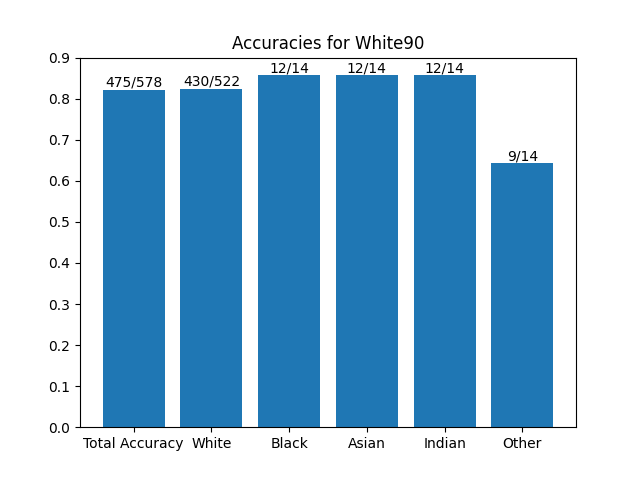 Accuracies for White90
0.9
0.8
0.7
0.6
0.5
0.4
0.3
0.2
0.1
0.0
475/578
430/522
12/14
12/14
12/14
9/14
Total Accuracy
White
Black
Asian
Indian
Other